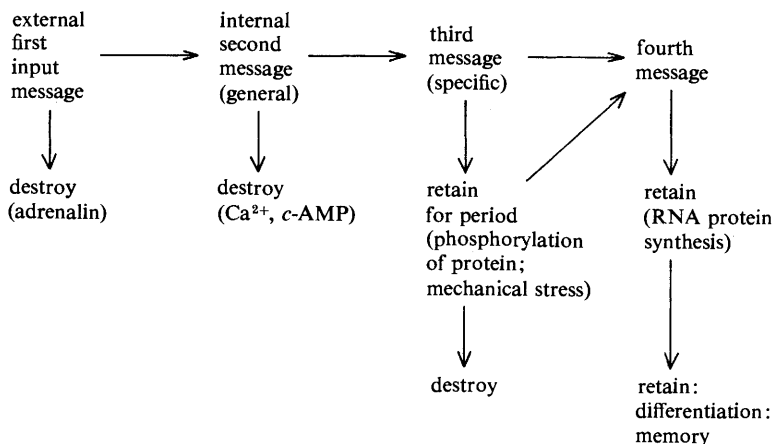 external
first
input
message
internal
second
message
(general)
third
message
(specific)
fourth
message
destroy
(adrenalin)
destroy
(Ca²⁺, c-AMP)
retain
for period
(phosphorylation
of protein;
mechanical stress)
retain
(RNA protein
synthesis)
destroy
retain:
differentiation:
memory